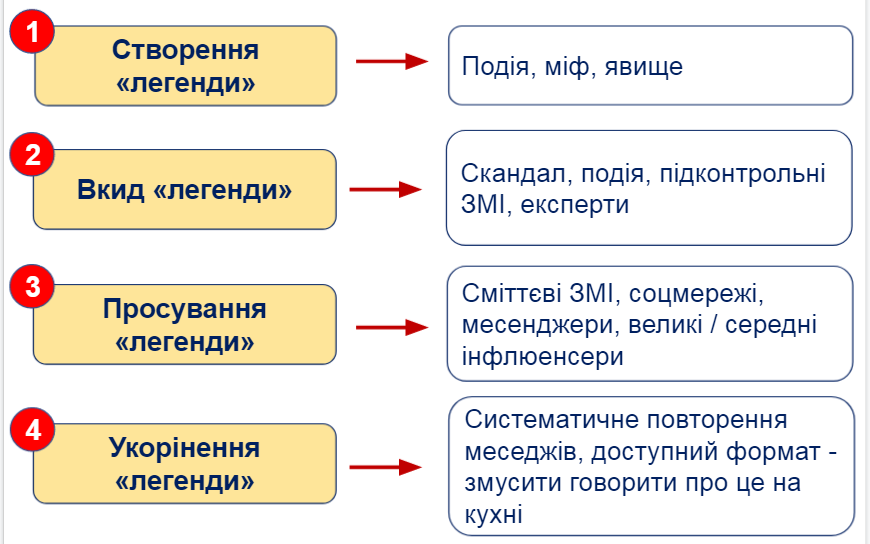 1
Створення
«легенди»
Подія, міф, явище
2
Вкид «легенди»
Скандал, подія, підконтрольні
ЗМІ, експерти
3
Просування
«легенди»
Сміттєві ЗМІ, соцмережі,
месенджери, великі / середні
інфлюенсери
4
Укорінення
«легенди»
Систематичне повторення
меседжів, доступний формат -
змусити говорити про це на
кухні